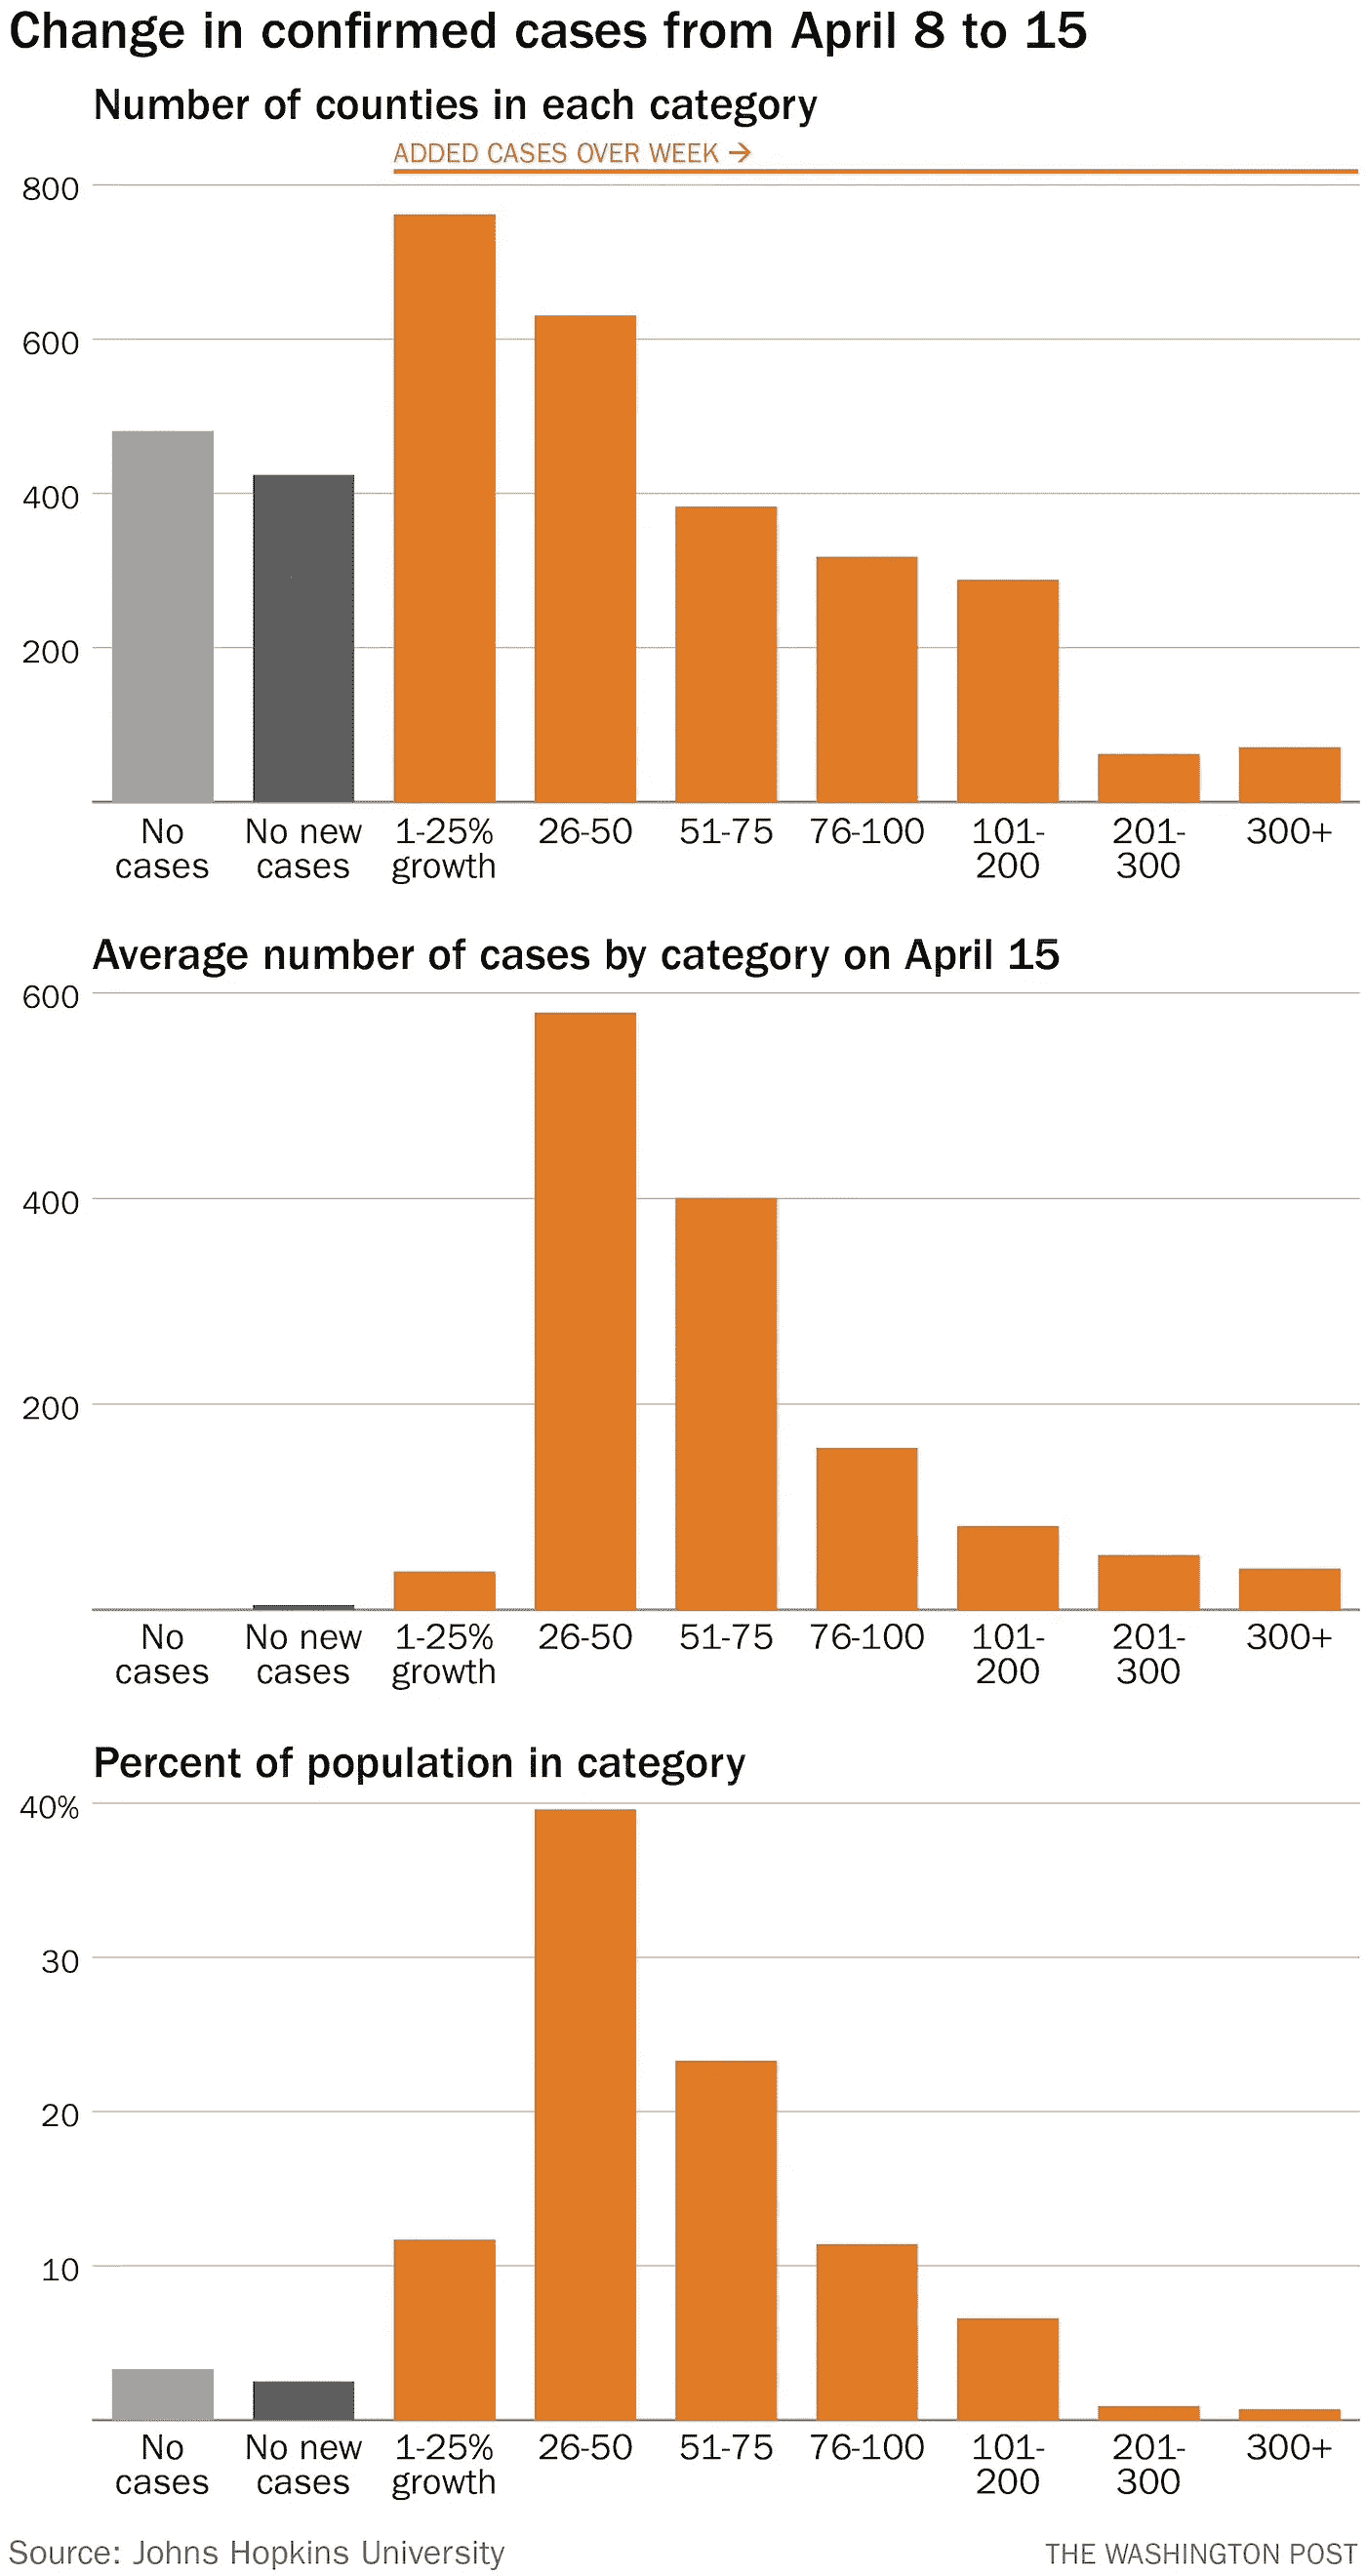 Change in confirmed cases from April 8 to 15
Number of counties in each category
ADDED CASES OVER WEEK →
800
600
400
200
No cases
No new cases
1-25% growth
26-50
51-75
76-100
101-200
201-300
300+
Average number of cases by category on April 15
600
400
200
No cases
No new cases
1-25% growth
26-50
51-75
76-100
101-200
201-300
300+
Percent of population in category
40%
30
20
10
No cases
No new cases
1-25% growth
26-50
51-75
76-100
101-200
201-300
300+
Source: Johns Hopkins University
THE WASHINGTON POST